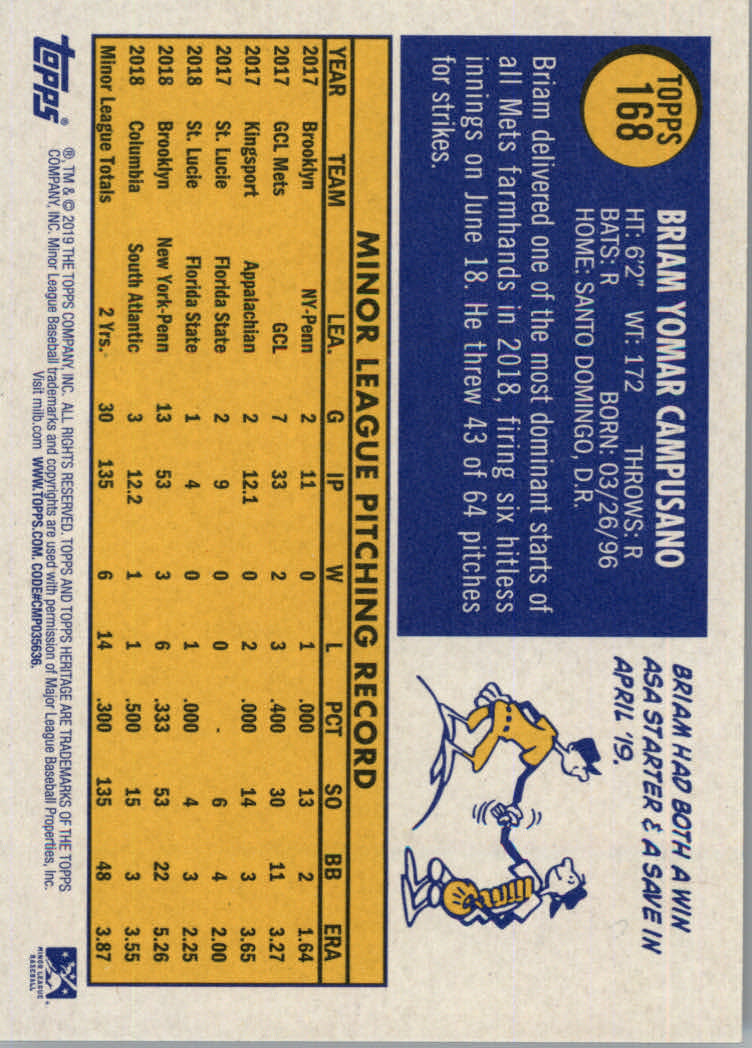 TOPPS
168
BRIAM YOMAR CAMPUSANO
HT: 6'2" WT: 172 THROWS: R
BATS: R BORN: 03/26/96
HOME: SANTO DOMINGO, D.R.
Briam delivered one of the most dominant starts of
all Mets farmhands in 2018, firing six hitless
innings on June 18. He threw 43 of 64 pitches
for strikes.
BRIAM HAD BOTH A WIN
AS A STARTER & A SAVE IN
APRIL '19.
MINOR LEAGUE PITCHING RECORD
YEAR TEAM LEA. G IP W L PCT SO BB ERA
2017 Brooklyn NY-Penn 2 11 0 1 .000 13 2 1.64
2017 GCL Mets GCL 7 33 2 3 .400 30 11 3.27
2017 Kingsport Appalachian 2 12.1 0 2 .000 14 3 3.65
2017 St. Lucie Florida State 2 9 0 0 - 6 4 2.00
2018 St. Lucie Florida State 1 4 0 1 .000 4 3 2.25
2018 Brooklyn New York-Penn 13 53 3 6 .333 53 22 5.26
2018 Columbia South Atlantic 3 12.2 1 1 .500 15 3 3.55
Minor League Totals 2 Yrs. 30 135 6 14 .300 135 48 3.87
topps®
®, TM & © 2019 THE TOPPS COMPANY, INC. ALL RIGHTS RESERVED. TOPPS AND TOPPS HERITAGE ARE TRADEMARKS OF THE TOPPS
COMPANY, INC. Minor League Baseball trademarks and copyrights are used with permission of Major League Baseball Properties, Inc.
Visit milb.com WWW.TOPPS.COM. CODE#CMP035636.
MINOR LEAGUE
BASEBALL